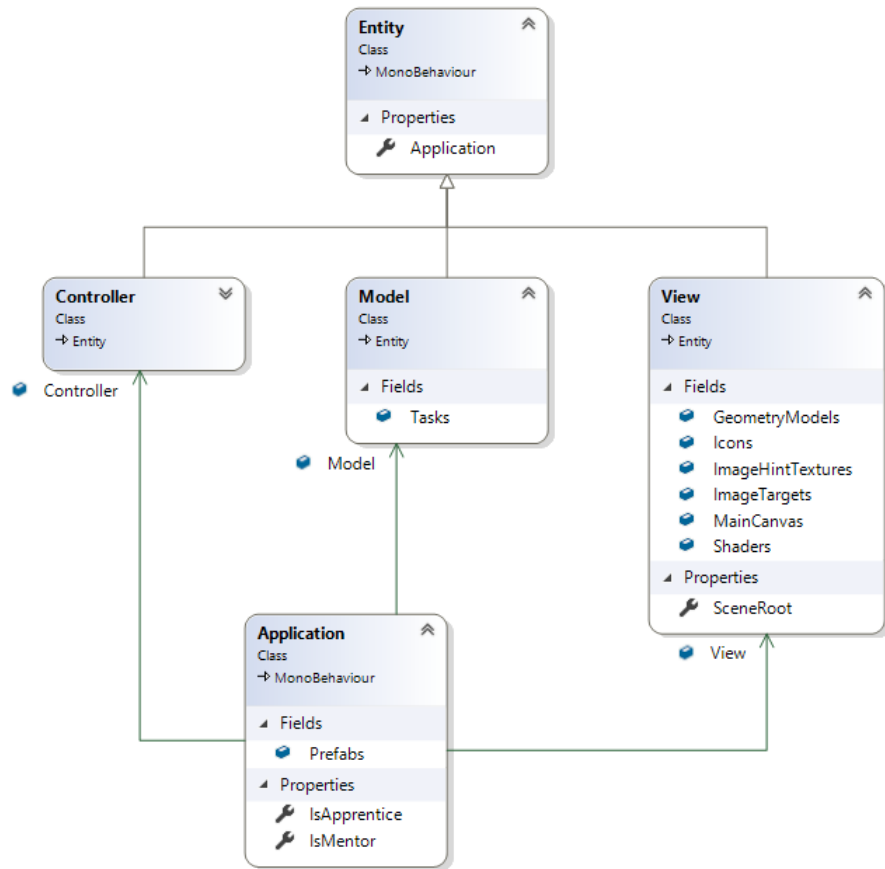 Entity
Class
MonoBehaviour
Properties
Application
Controller
Class
Entity
Controller
Model
Class
Entity
Fields
Tasks
Model
View
Class
Entity
Fields
GeometryModels
Icons
ImageHintTextures
ImageTargets
MainCanvas
Shaders
Properties
SceneRoot
View
Application
Class
MonoBehaviour
Fields
Prefabs
Properties
IsApprentice
IsMentor